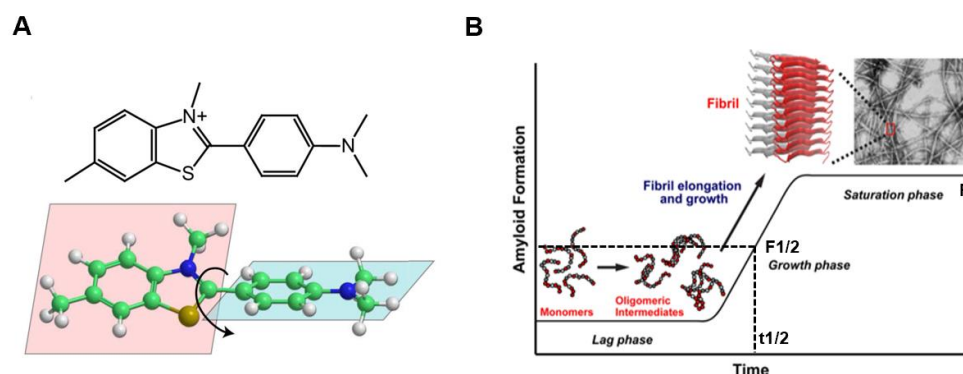 A
B
N+
S
N
Amyloid Formation
Fibril
Fibril elongation
and growth
Saturation phase
F
F1/2
Growth phase
Monomers
Oligomeric
Intermediates
Lag phase
t1/2
Time